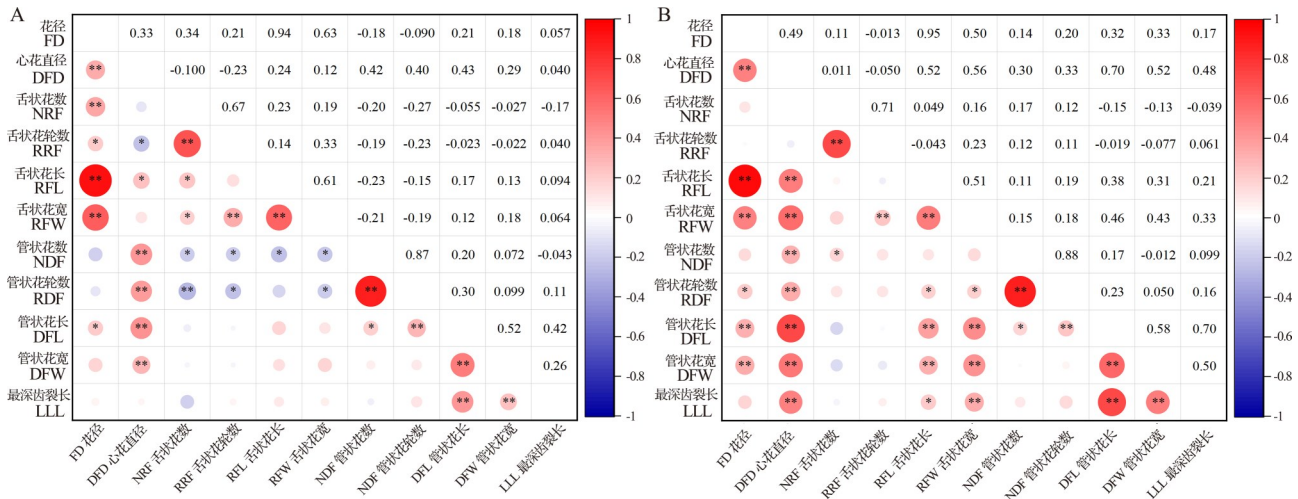 A
花径
FD
0.33 0.34 0.21 0.94 0.63 -0.18 -0.090 0.21 0.18 0.057
心花直径
DFD
** -0.100 -0.23 0.24 0.12 0.42 0.40 0.43 0.29 0.040
舌状花数
NRF
** 0.67 0.23 0.19 -0.20 -0.27 -0.055 -0.027 -0.17
舌状花轮数
RRF
* * ** 0.14 0.33 -0.19 -0.23 -0.023 -0.022 0.040
舌状花长
RFL
** * * 0.61 -0.23 -0.15 0.17 0.13 0.094
舌状花宽
RFW
** * ** ** -0.21 -0.19 0.12 0.18 0.064
管状花数
NDF
** * * * * 0.87 0.20 0.072 -0.043
管状花轮数
RDF
** ** * * ** 0.30 0.099 0.11
管状花长
DFL
* ** * ** 0.52 0.42
管状花宽
DFW
** ** 0.26
最深齿裂长
LLL
** **
FD 花径
DFD 心花直径
NRF 舌状花数
RRF 舌状花轮数
RFL 舌状花长
RFW 舌状花宽
NDF 管状花数
NDF 管状花轮数
DFL 管状花长
DFW 管状花宽
LLL 最深齿裂长
1
0.8
0.6
0.4
0.2
0
-0.2
-0.4
-0.6
-0.8
-1
B
花径
FD
0.49 0.11 -0.013 0.95 0.50 0.14 0.20 0.32 0.33 0.17
心花直径
DFD
** 0.011 -0.050 0.52 0.56 0.30 0.33 0.70 0.52 0.48
舌状花数
NRF
0.71 0.049 0.16 0.17 0.12 -0.15 -0.13 -0.039
舌状花轮数
RRF
** -0.043 0.23 0.12 0.11 -0.019 -0.077 0.061
舌状花长
RFL
** ** 0.51 0.11 0.19 0.38 0.31 0.21
舌状花宽
RFW
** ** ** ** 0.15 0.18 0.46 0.43 0.33
管状花数
NDF
** * 0.88 0.17 -0.012 0.099
管状花轮数
RDF
* ** * * ** 0.23 0.050 0.16
管状花长
DFL
** ** ** ** * ** 0.58 0.70
管状花宽
DFW
** ** ** ** ** 0.50
最深齿裂长
LLL
** * ** ** **
FD 花径
DFD 心花直径
NRF 舌状花数
RRF 舌状花轮数
RFL 舌状花长
RFW 舌状花宽
NDF 管状花数
NDF 管状花轮数
DFL 管状花长
DFW 管状花宽
LLL 最深齿裂长
1
0.8
0.6
0.4
0.2
0
-0.2
-0.4
-0.6
-0.8
-1